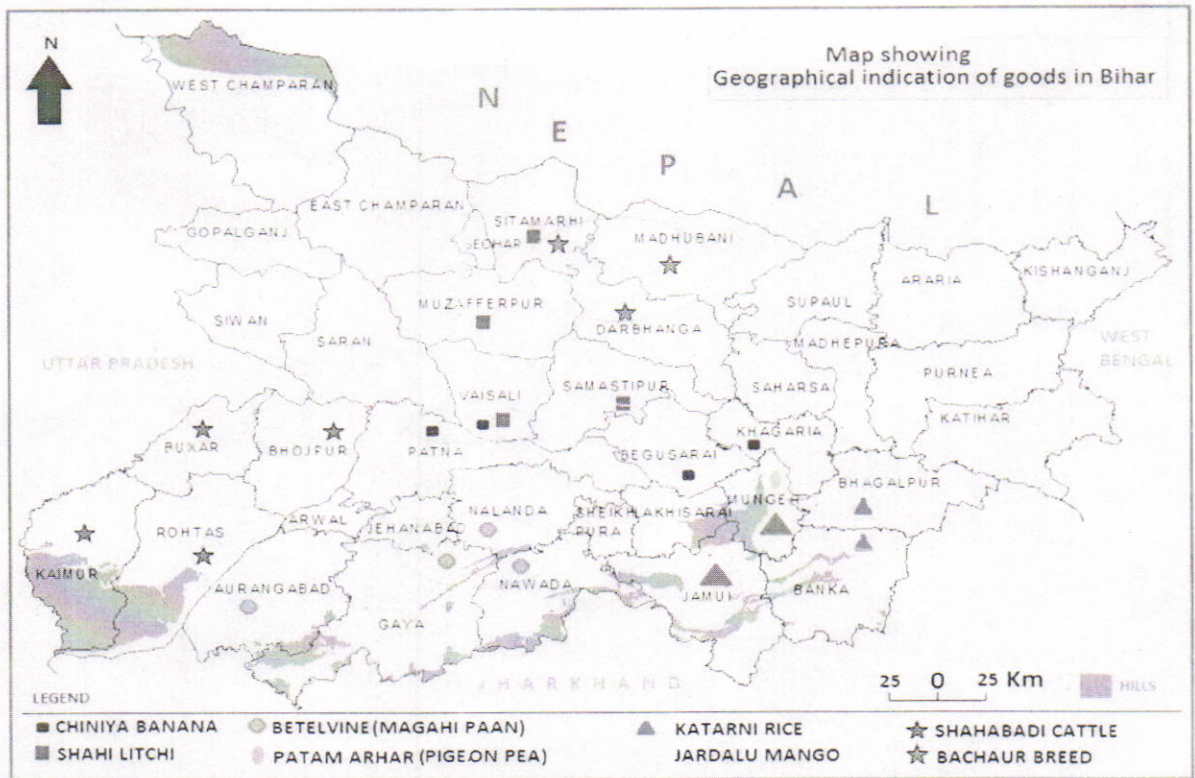 N
Map showing
Geographical indication of goods in Bihar
WEST CHAMPARAN
N
E
P
A
L
EAST CHAMPARAN
SITAMARHI
GOPALGANJ
SEOHAR
MADHUBANI
KISHANGANJ
ARARIA
MUZAFFERPUR
SUPAUL
SIWAN
DARBHANGA
SARAN
MADHEPURA
WEST
BENGAL
UTTAR PRADESH
PURNEA
SAMASTIPUR
SAHARSA
VAISALI
KATIHAR
KHAGARIA
BUXAR
BHOJPUR
PATNA
BEGUSARAI
BHAGALPUR
MUNGER
NALANDA
SHEIKH
PURA
LAKHISARAI
ARWAL
JEHANABAD
ROHTAS
KAIMUR
AURANGABAD
NAWADA
JAMUI
BANKA
GAYA
JHARKHAND
25 0 25 Km
HILLS
LEGEND
CHINIYA BANANA
BETELVINE (MAGAHI PAAN)
KATARNI RICE
SHAHABADI CATTLE
SHAHI LITCHI
PATAM ARHAR (PIGEON PEA)
JARDALU MANGO
BACHAUR BREED